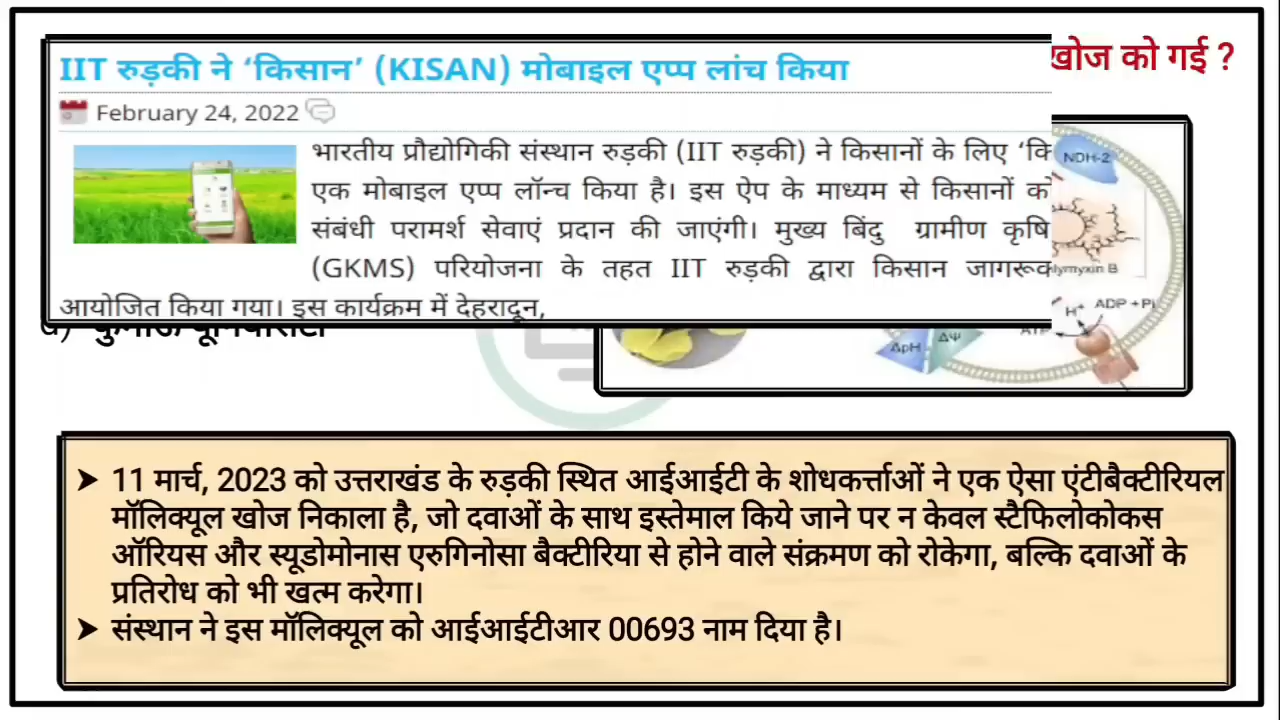 IIT रुड़की ने ‘किसान’ (KISAN) मोबाइल एप्प लांच किया
खोज को गई ?
February 24, 2022
भारतीय प्रौद्योगिकी संस्थान रुड़की (IIT रुड़की) ने किसानों के लिए ‘कि
एक मोबाइल एप्प लॉन्च किया है। इस ऐप के माध्यम से किसानों को
संबंधी परामर्श सेवाएं प्रदान की जाएंगी। मुख्य बिंदु ग्रामीण कृषि
(GKMS) परियोजना के तहत IIT रुड़की द्वारा किसान जागरूक
आयोजित किया गया। इस कार्यक्रम में देहरादून,
NDH-2
lymyxin B
H⁺ ADP +Pi
ΔpH ΔΨ
11 मार्च, 2023 को उत्तराखंड के रुड़की स्थित आईआईटी के शोधकर्त्ताओं ने एक ऐसा एंटीबैक्टीरियल
मॉलिक्यूल खोज निकाला है, जो दवाओं के साथ इस्तेमाल किये जाने पर न केवल स्टैफिलोकोकस
ऑरियस और स्यूडोमोनास एरुगिनोसा बैक्टीरिया से होने वाले संक्रमण को रोकेगा, बल्कि दवाओं के
प्रतिरोध को भी खत्म करेगा।
संस्थान ने इस मॉलिक्यूल को आईआईटीआर 00693 नाम दिया है।